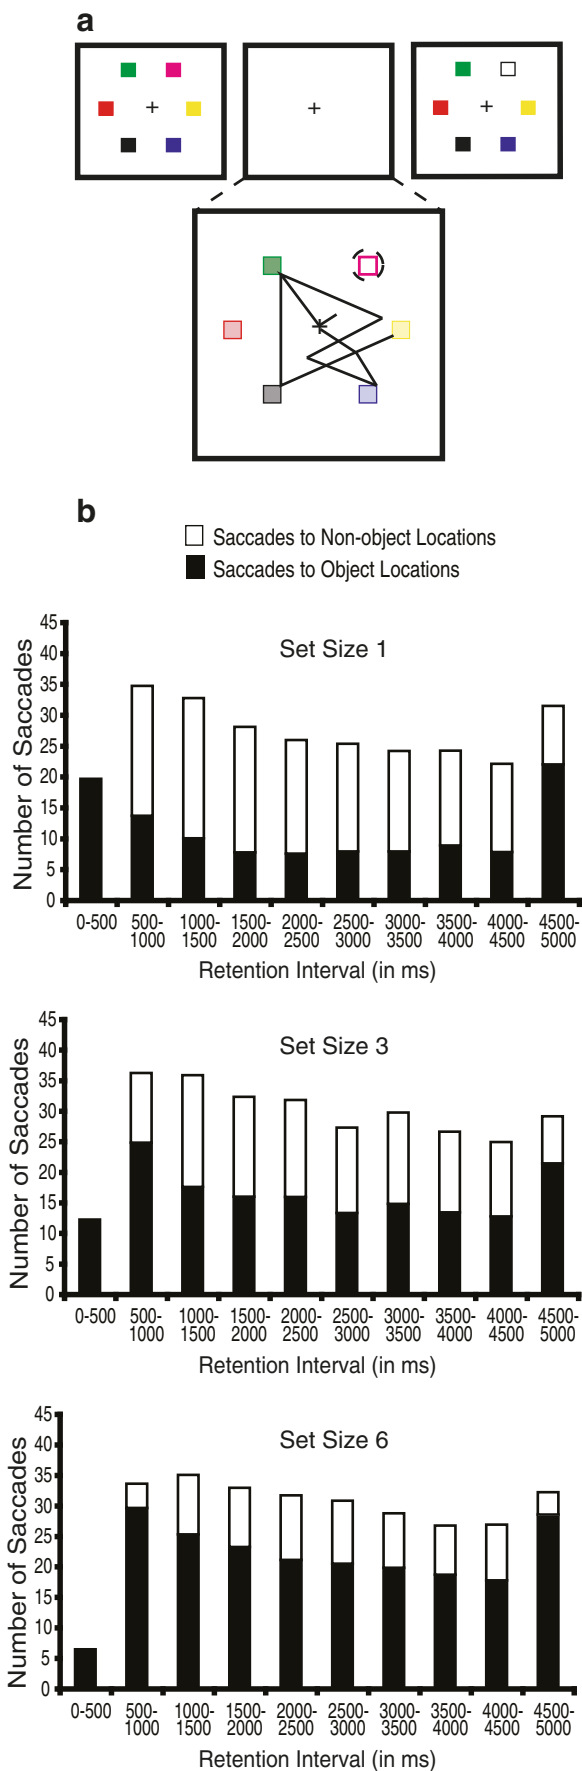 a
b
Saccades to Non-object Locations
Saccades to Object Locations
Set Size 1
Number of Saccades
45
40
35
30
25
20
15
10
5
0
0-500 500-1000 1000-1500 1500-2000 2000-2500 2500-3000 3000-3500 3500-4000 4000-4500 4500-5000
Retention Interval (in ms)
Set Size 3
Number of Saccades
45
40
35
30
25
20
15
10
5
0
0-500 500-1000 1000-1500 1500-2000 2000-2500 2500-3000 3000-3500 3500-4000 4000-4500 4500-5000
Retention Interval (in ms)
Set Size 6
Number of Saccades
45
40
35
30
25
20
15
10
5
0
0-500 500-1000 1000-1500 1500-2000 2000-2500 2500-3000 3000-3500 3500-4000 4000-4500 4500-5000
Retention Interval (in ms)